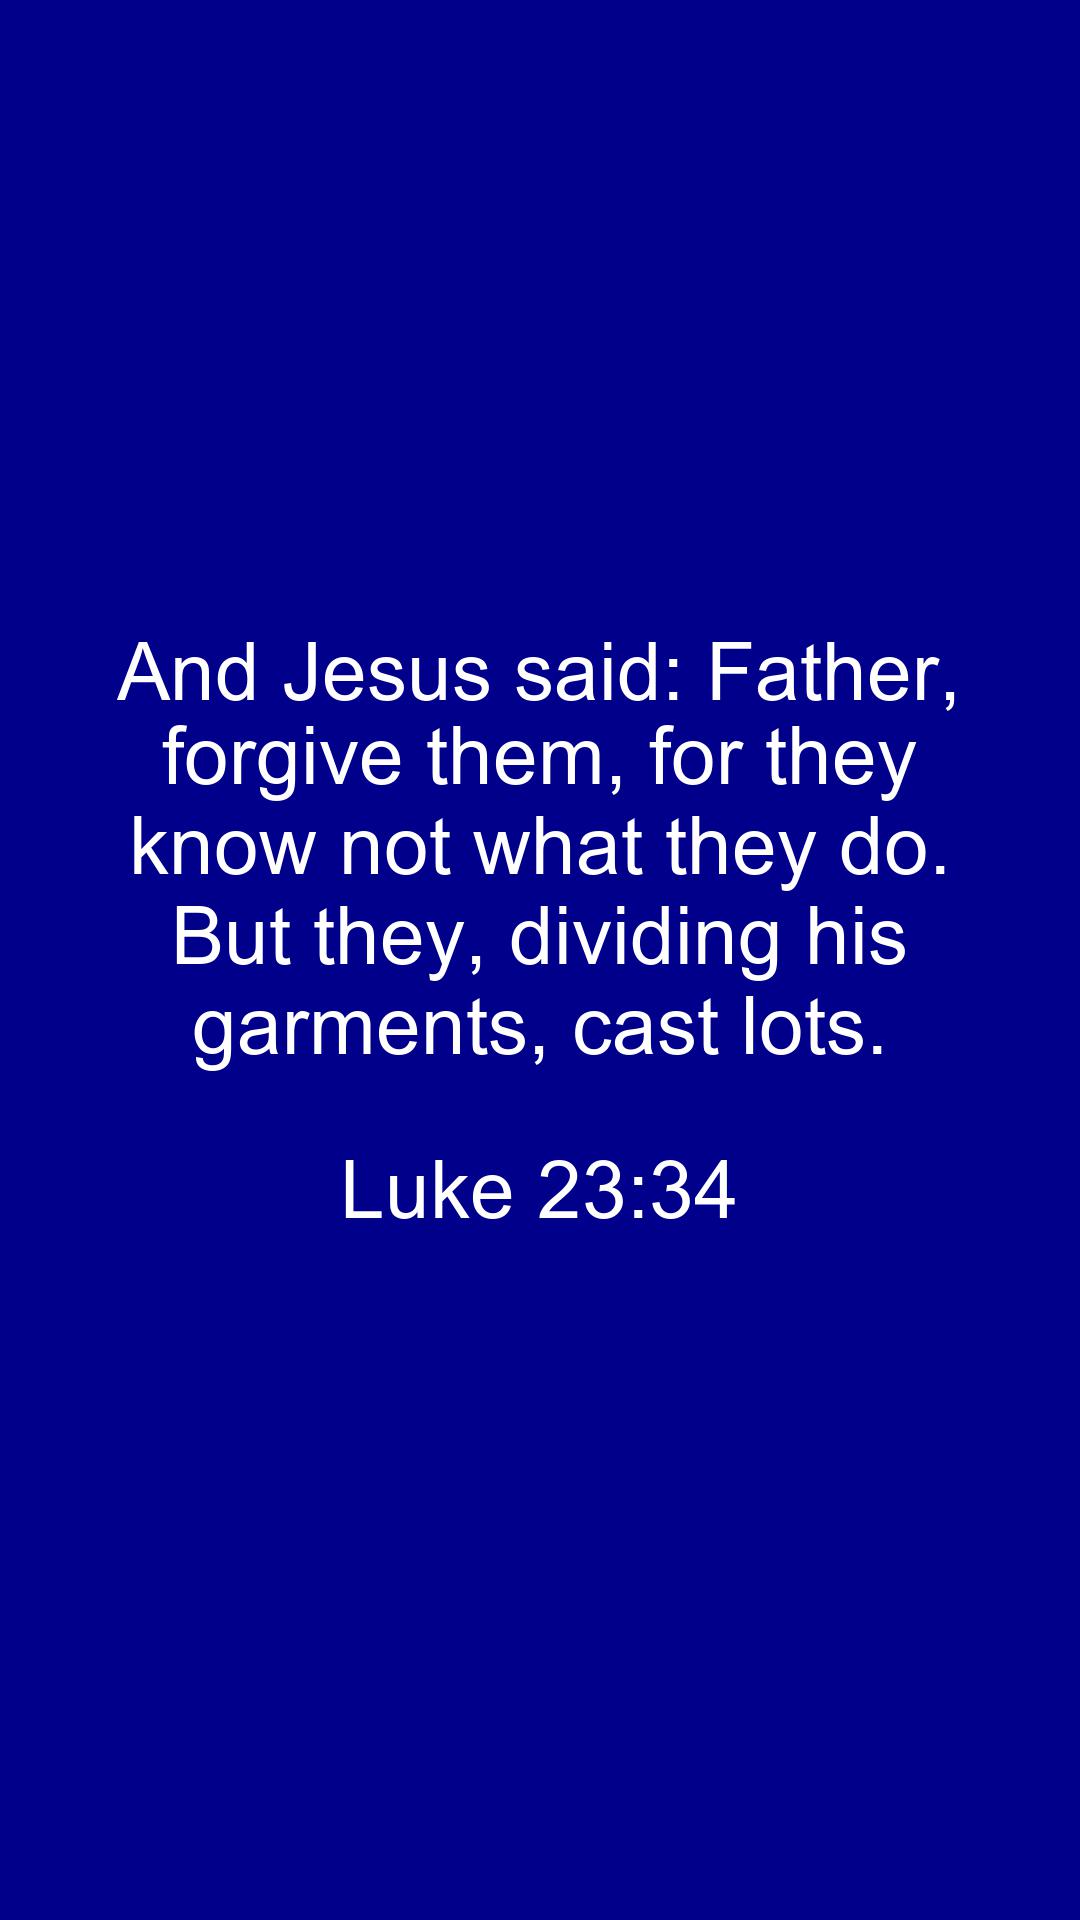 And Jesus said: Father,
forgive them, for they
know not what they do.
But they, dividing his
garments, cast lots.
Luke 23:34